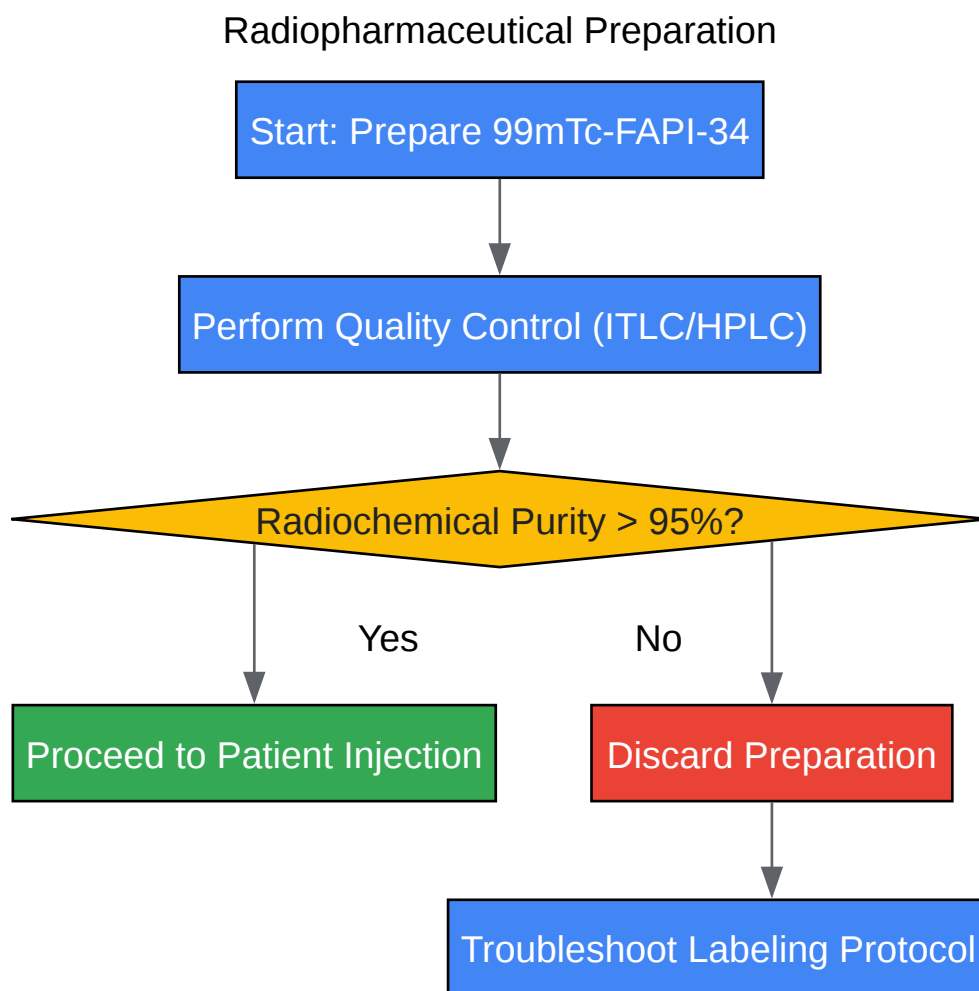 Radiopharmaceutical Preparation
Start: Prepare 99mTc-FAPI-34
Perform Quality Control (ITLC/HPLC)
Radiochemical Purity > 95%?
Yes
No
Proceed to Patient Injection
Discard Preparation
Troubleshoot Labeling Protocol